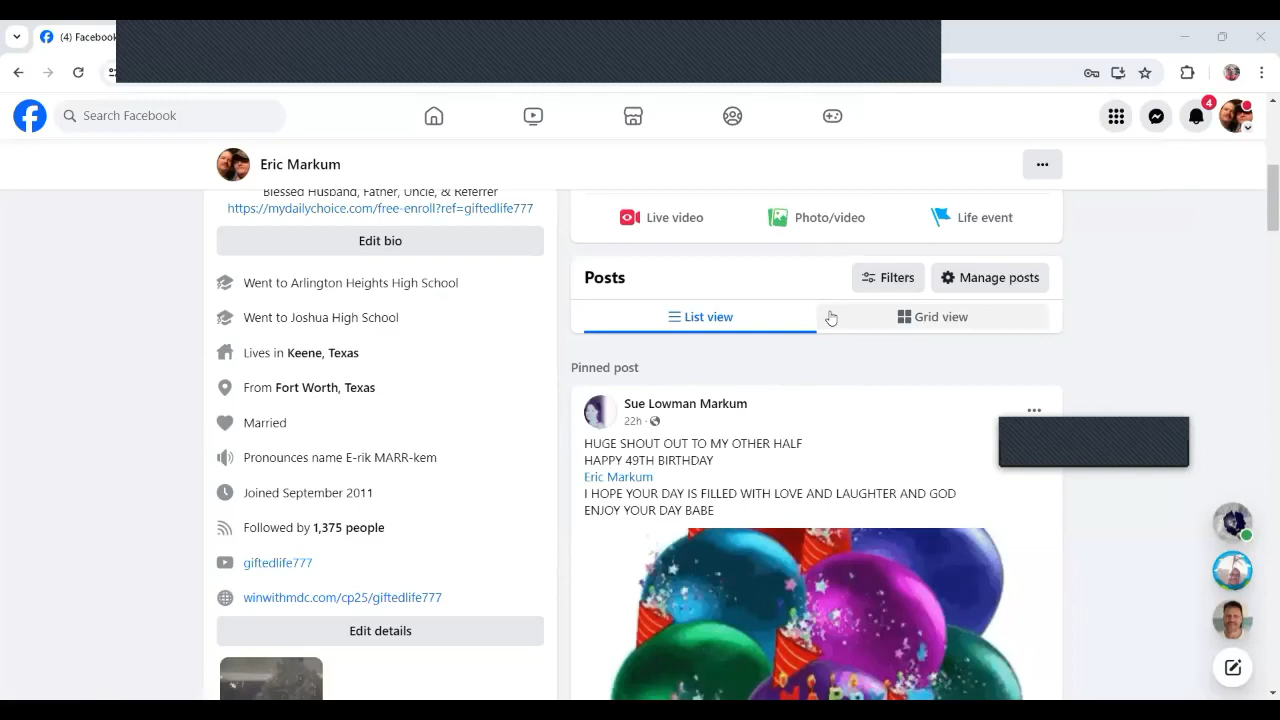 (4) Facebook
Search Facebook
4
Eric Markum
Blessed Husband, Father, Uncle, & Referrer
https://mydailychoice.com/free-enroll?ref=giftedlife777
Edit bio
Went to Arlington Heights High School
Went to Joshua High School
Lives in Keene, Texas
From Fort Worth, Texas
Married
Pronounces name E-rik MARR-kem
Joined September 2011
Followed by 1,375 people
giftedlife777
winwithmdc.com/cp25/giftedlife777
Edit details
Live video
Photo/video
Life event
Posts
Filters
Manage posts
List view
Grid view
Pinned post
Sue Lowman Markum
22h ·
HUGE SHOUT OUT TO MY OTHER HALF
HAPPY 49TH BIRTHDAY
Eric Markum
I HOPE YOUR DAY IS FILLED WITH LOVE AND LAUGHTER AND GOD
ENJOY YOUR DAY BABE